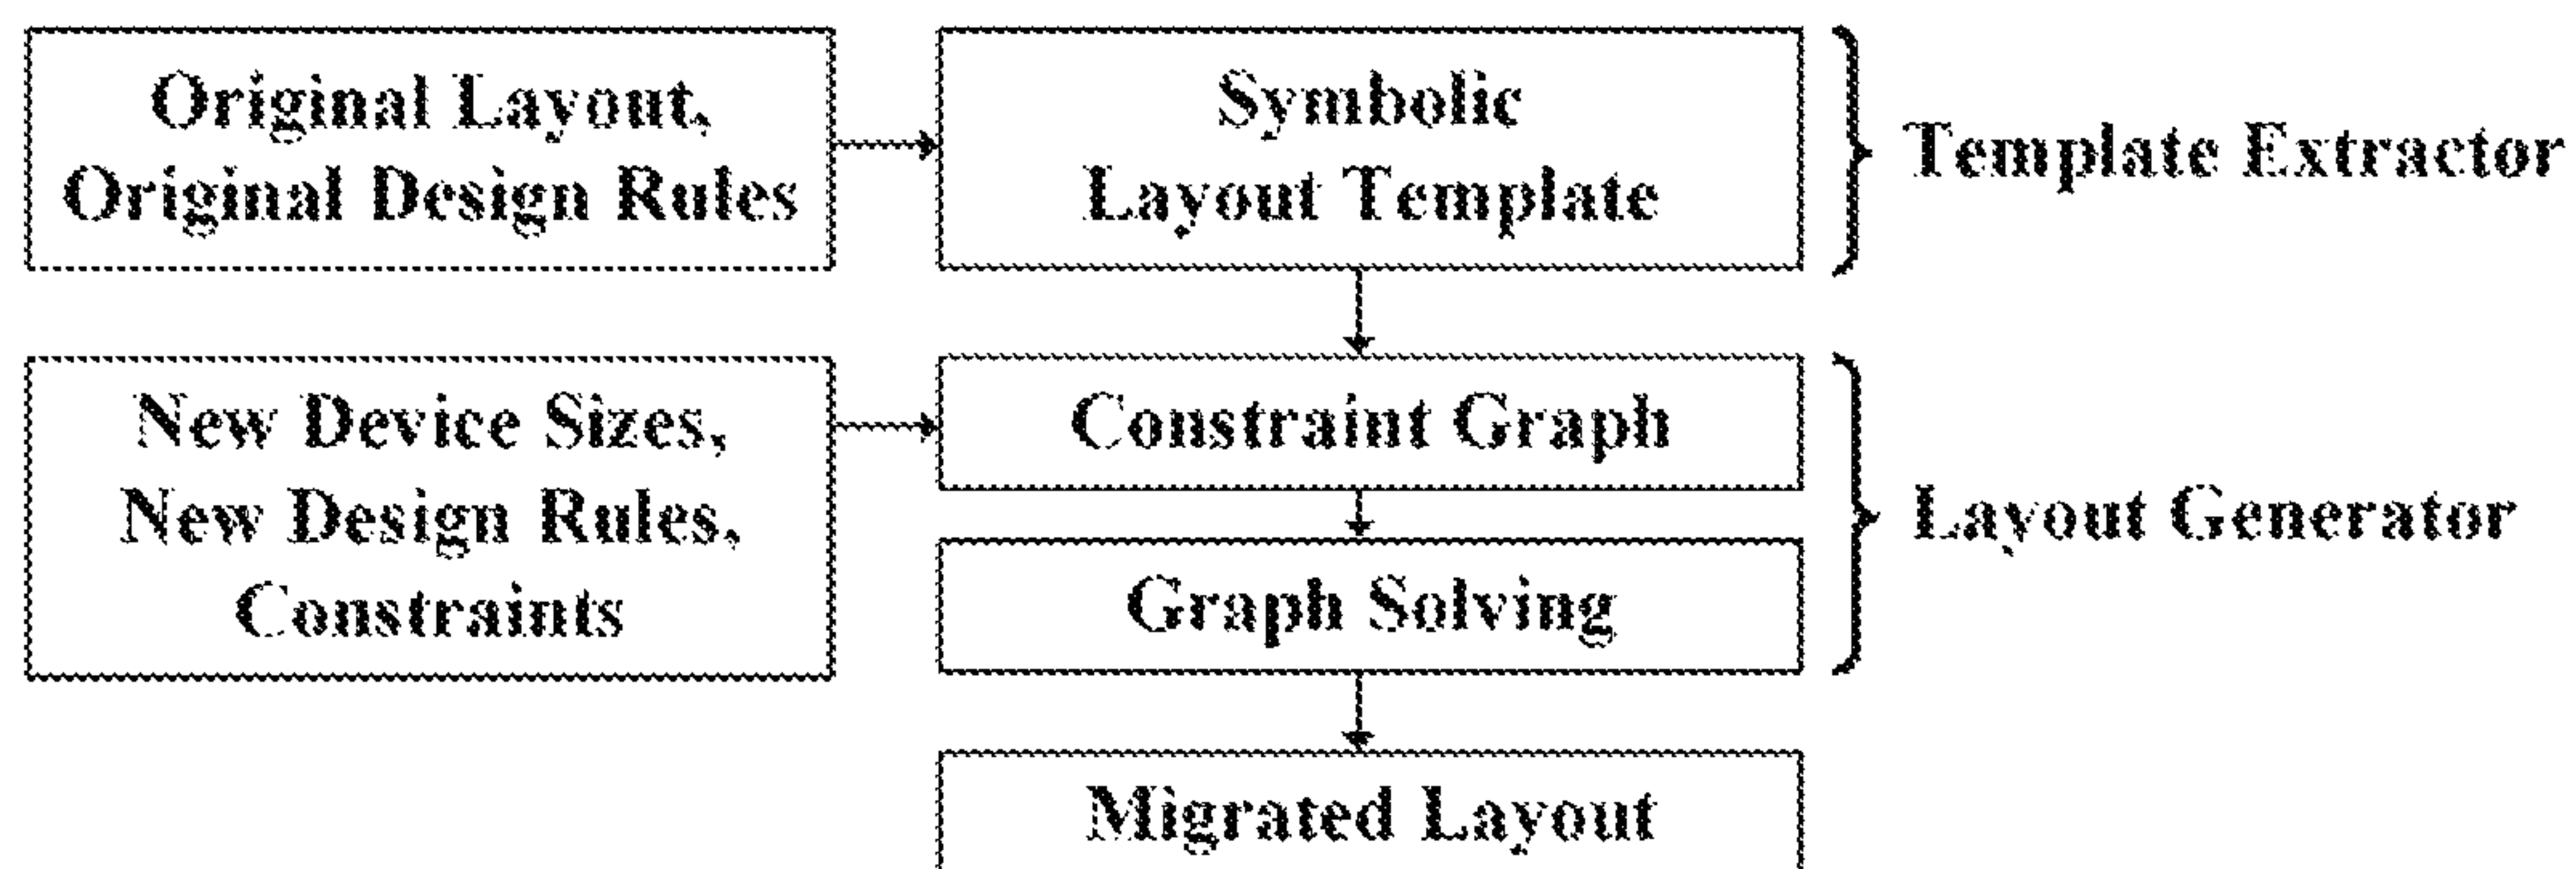 Original Layout,
Original Design Rules
Symbolic
Layout Template
Template Extractor
New Device Sizes,
New Design Rules,
Constraints
Constraint Graph
Graph Solving
Layout Generator
Migrated Layout